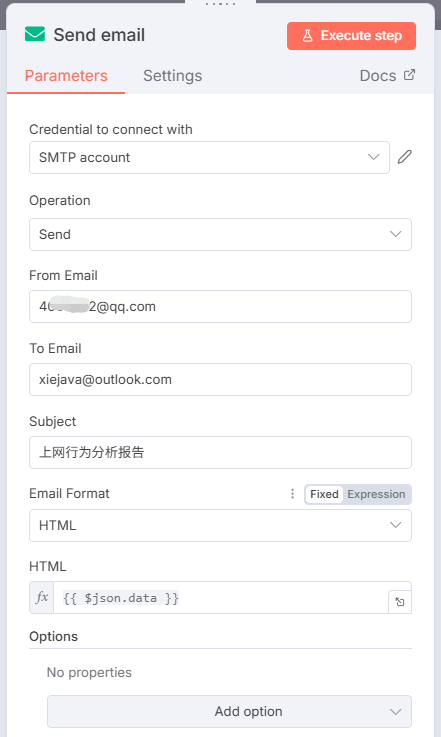 Send email
Execute step
Parameters
Settings
Docs
Credential to connect with
SMTP account
Operation
Send
From Email
2@qq.com
To Email
xiejava@outlook.com
Subject
上网行为分析报告
Email Format
Fixed
Expression
HTML
HTML
fx
{{ $json.data }}
Options
No properties
Add option